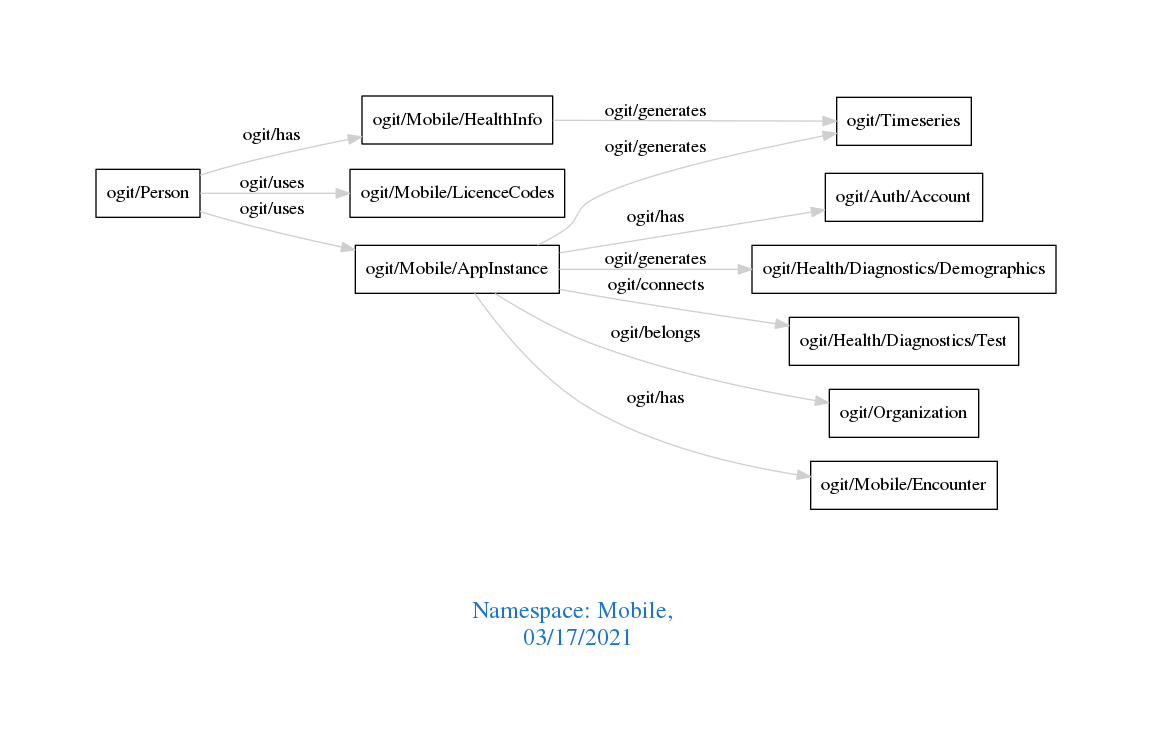 ogit/Mobile/HealthInfo
ogit/generates
ogit/Timeseries
ogit/has
ogit/generates
ogit/Person
ogit/uses
ogit/Mobile/LicenceCodes
ogit/Auth/Account
ogit/uses
ogit/has
ogit/Mobile/AppInstance
ogit/generates
ogit/Health/Diagnostics/Demographics
ogit/connects
ogit/belongs
ogit/Health/Diagnostics/Test
ogit/has
ogit/Organization
ogit/Mobile/Encounter
Namespace: Mobile,
03/17/2021